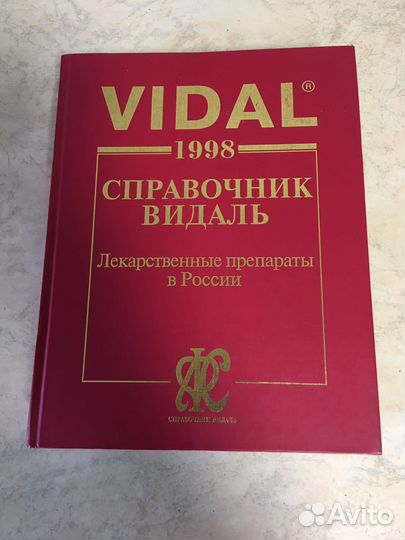 VIDAL®
1998
СПРАВОЧНИК
ВИДАЛЬ
Лекарственные препараты
в России
СПРАВОЧНИК ВИДАЛЬ
Avito